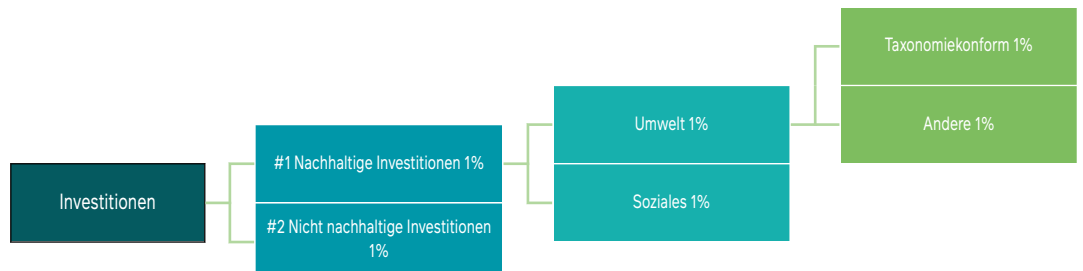 Investitionen
#1 Nachhaltige Investitionen 1%
#2 Nicht nachhaltige Investitionen
1%
Umwelt 1%
Soziales 1%
Taxonomiekonform 1%
Andere 1%